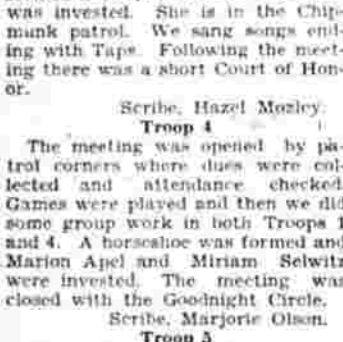 was invested. She is in the Chip-
munk patrol. We sang songs end-
ing with Taps. Following the meet-
ing there was a short Court of Hon-
or.
Scribe, Hazel Mozley.
Troop 4
The meeting was opened by pa-
trol corners where dues were col-
lected and attendance checked.
Games were played and then we did
some group work in both Troops 1
and 4. A horseshoe was formed and
Marion Apel and Miriam Selwitz
were invested. The meeting was
closed with the Goodnight Circle.
Scribe, Marjorie Olson.
Troop 5